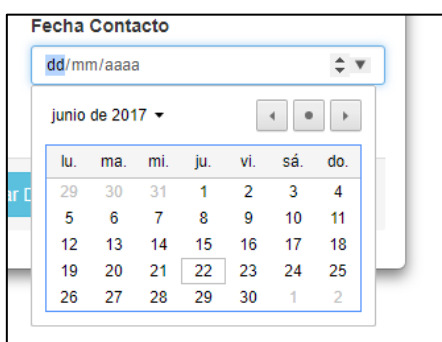 Fecha Contacto
dd/mm/aaaa
junio de 2017
lu. ma. mi. ju. vi. sá. do.
29 30 31 1 2 3 4
5 6 7 8 9 10 11
ar D
12 13 14 15 16 17 18
19 20 21 22 23 24 25
26 27 28 29 30 1 2